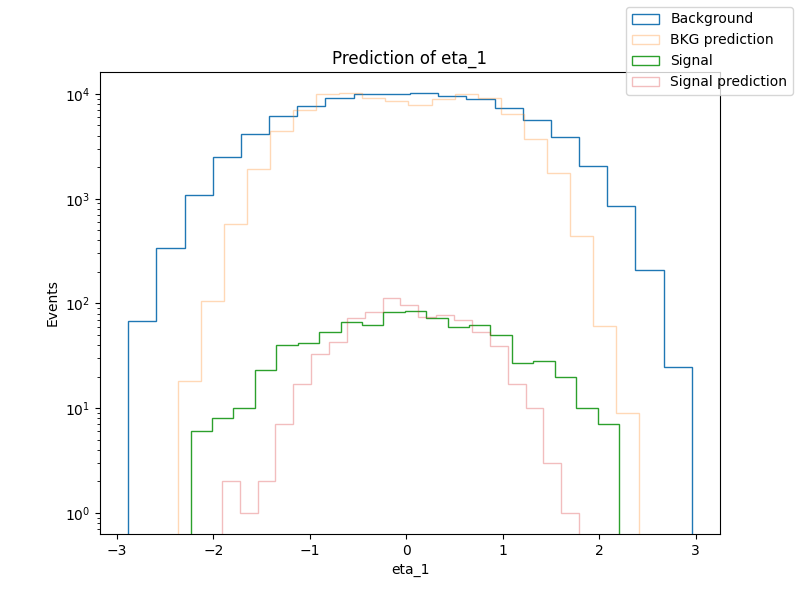 Prediction of eta_1
Background
BKG prediction
Signal
Signal prediction
Events
10⁴
10³
10²
10¹
10⁰
−3 −2 −1 0 1 2 3
eta_1